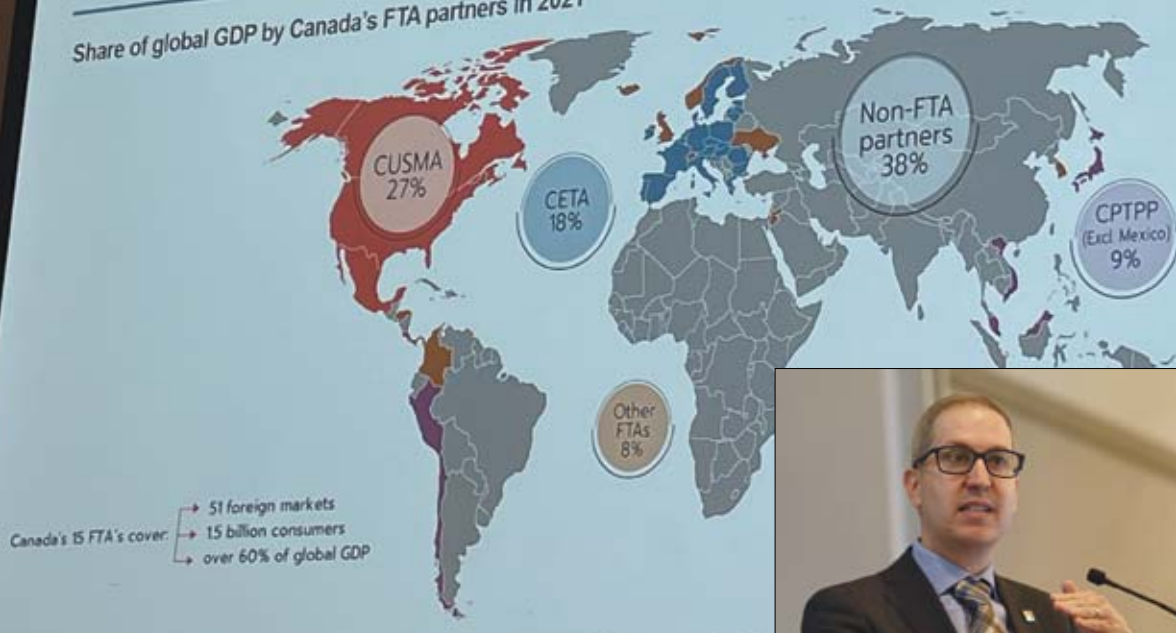 Share of global GDP by Canada's FTA partners in 2021
CUSMA
27%
CETA
18%
Non-FTA
partners
38%
CPTPP
(Excl. Mexico)
9%
Other
FTAs
8%
Canada's 15 FTA's cover:
51 foreign markets
1.5 billion consumers
over 60% of global GDP